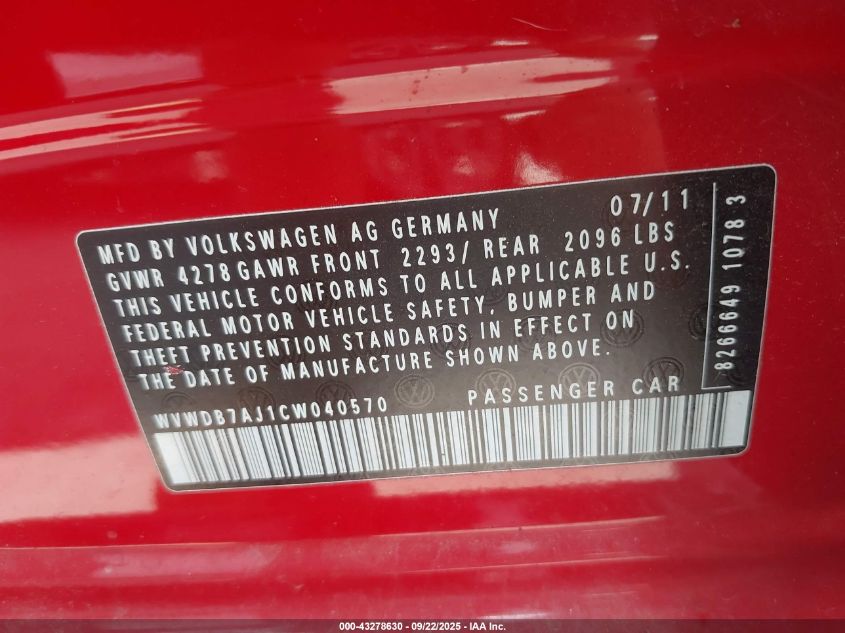 07/11
MFD BY VOLKSWAGEN AG GERMANY
GVWR 4278 GAWR FRONT 2293/ REAR 2096 LBS
THIS VEHICLE CONFORMS TO ALL APPLICABLE U.S.
FEDERAL MOTOR VEHICLE SAFETY, BUMPER AND
THEFT PREVENTION STANDARDS IN EFFECT ON
THE DATE OF MANUFACTURE SHOWN ABOVE.
WVWDB7AJ1CW040570 PASSENGER CAR
8266649 1078 3
000-43278630 - 09/22/2025 - IAA Inc.